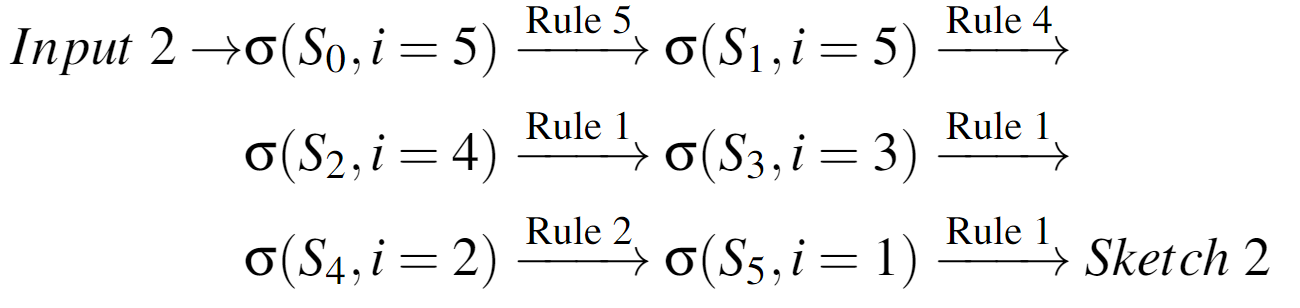 Input 2 →σ(S₀, i = 5) —Rule 5→ σ(S₁, i = 5) —Rule 4→
σ(S₂, i = 4) —Rule 1→ σ(S₃, i = 3) —Rule 1→
σ(S₄, i = 2) —Rule 2→ σ(S₅, i = 1) —Rule 1→ Sketch 2